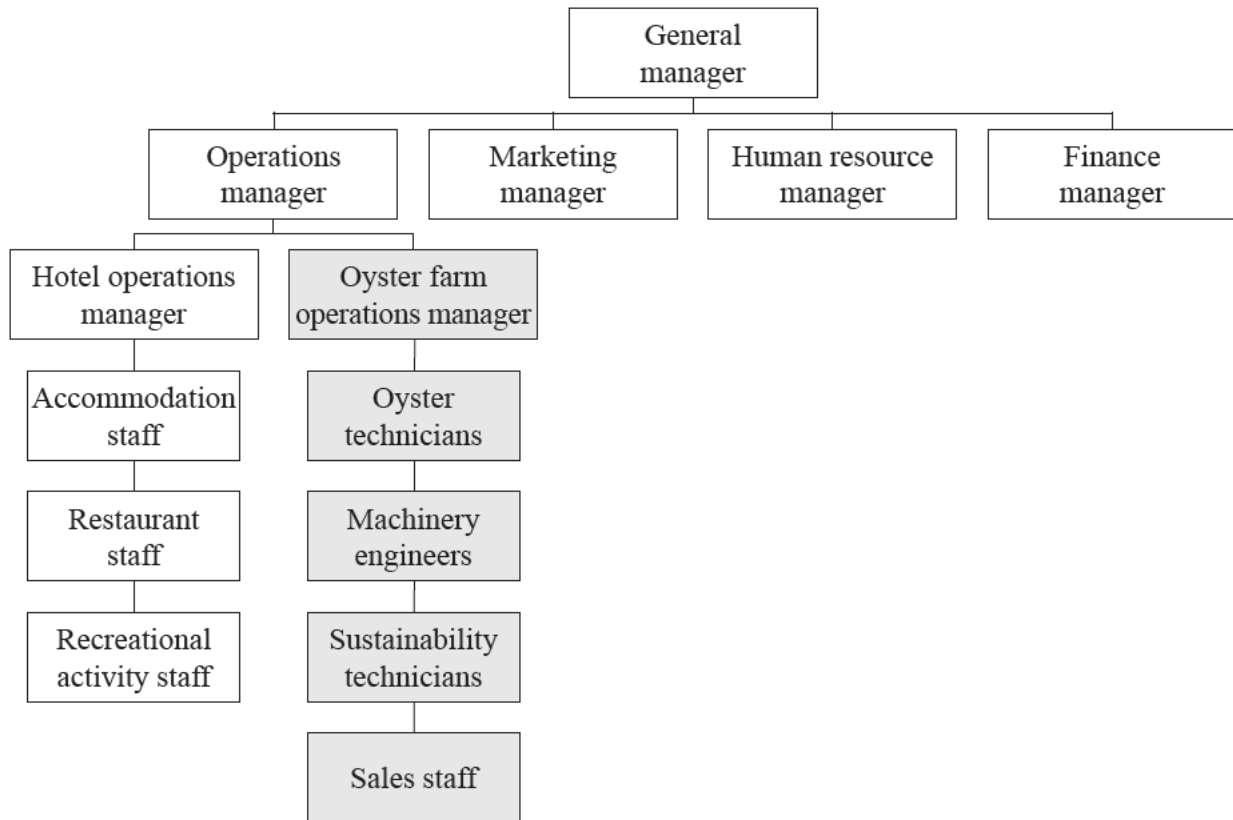 General
manager
Operations
manager
Marketing
manager
Human resource
manager
Finance
manager
Hotel operations
manager
Oyster farm
operations manager
Accommodation
staff
Oyster
technicians
Restaurant
staff
Machinery
engineers
Recreational
activity staff
Sustainability
technicians
Sales staff